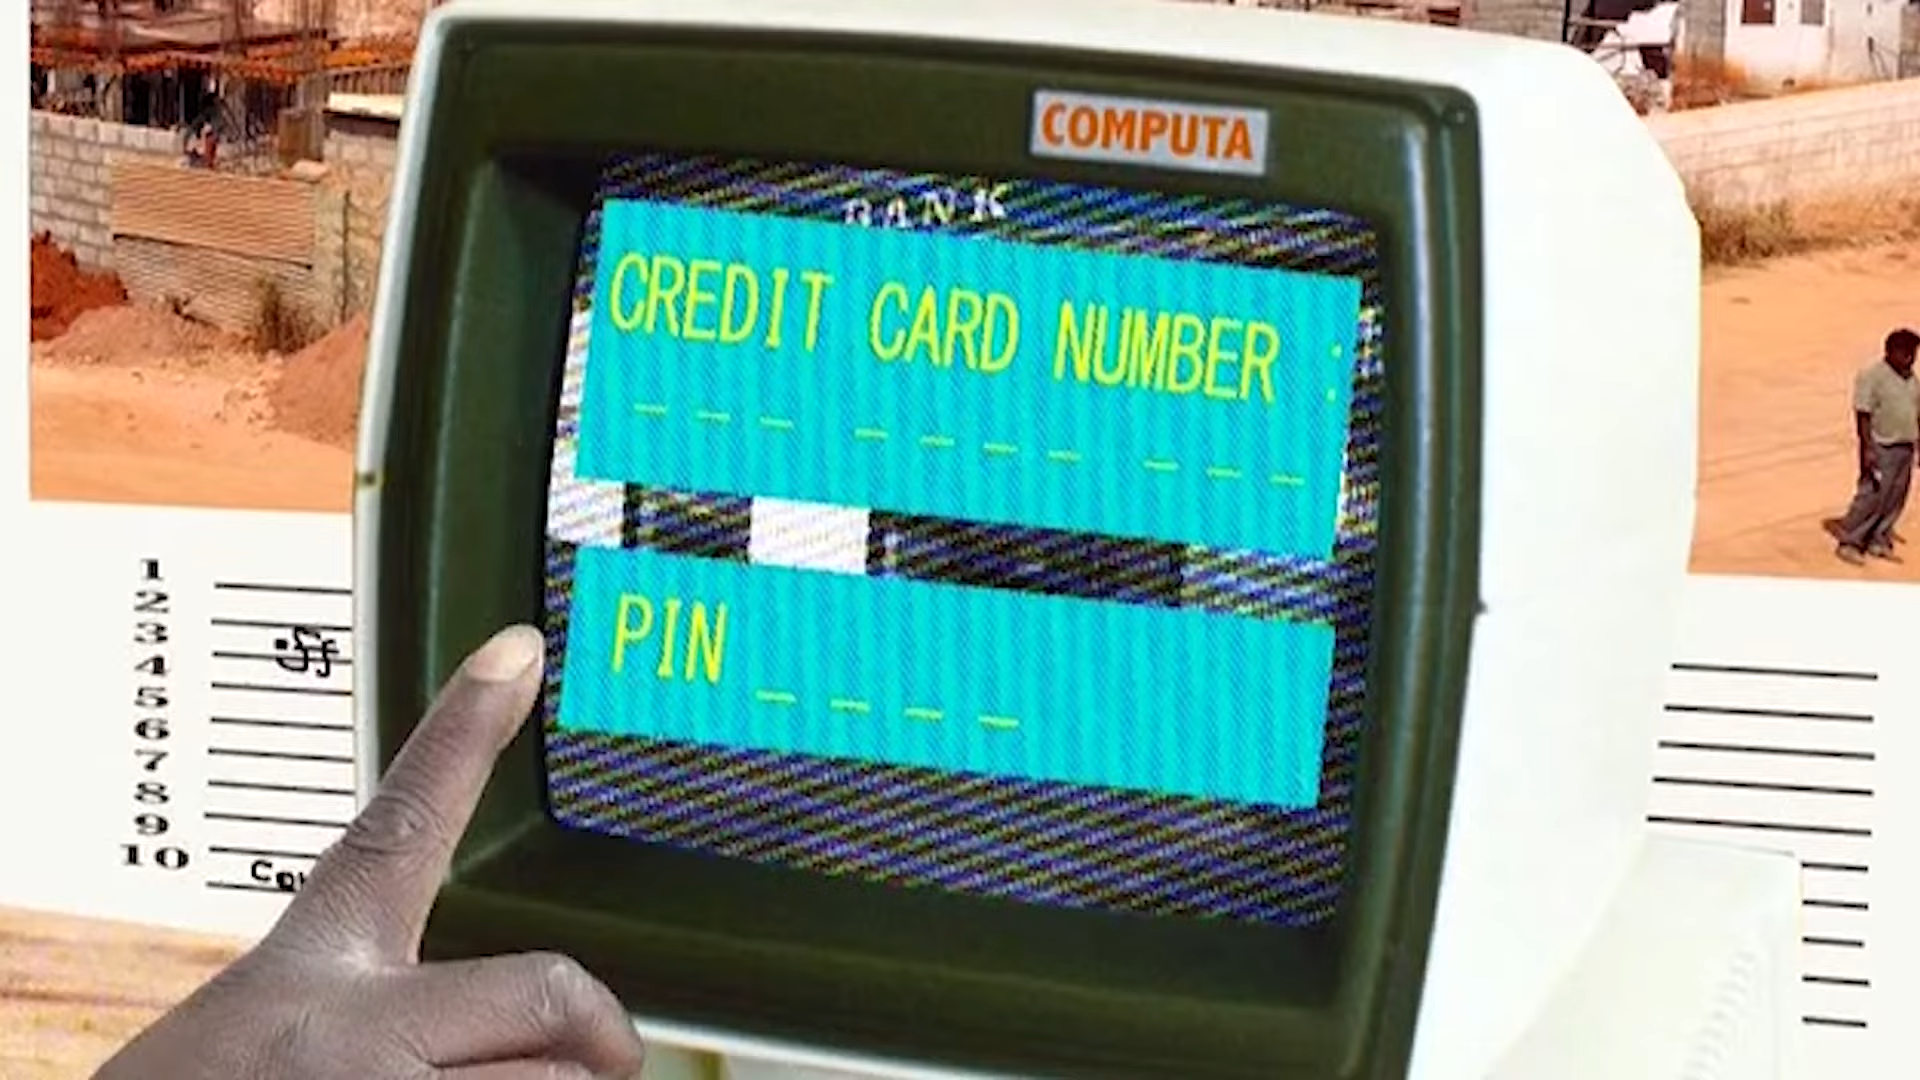 COMPUTA
BANK
CREDIT CARD NUMBER :
_ _ _ _ _ _ _ _ _ _
PIN _ _ _ _
1
2
3
4
5
6
7
8
9
10